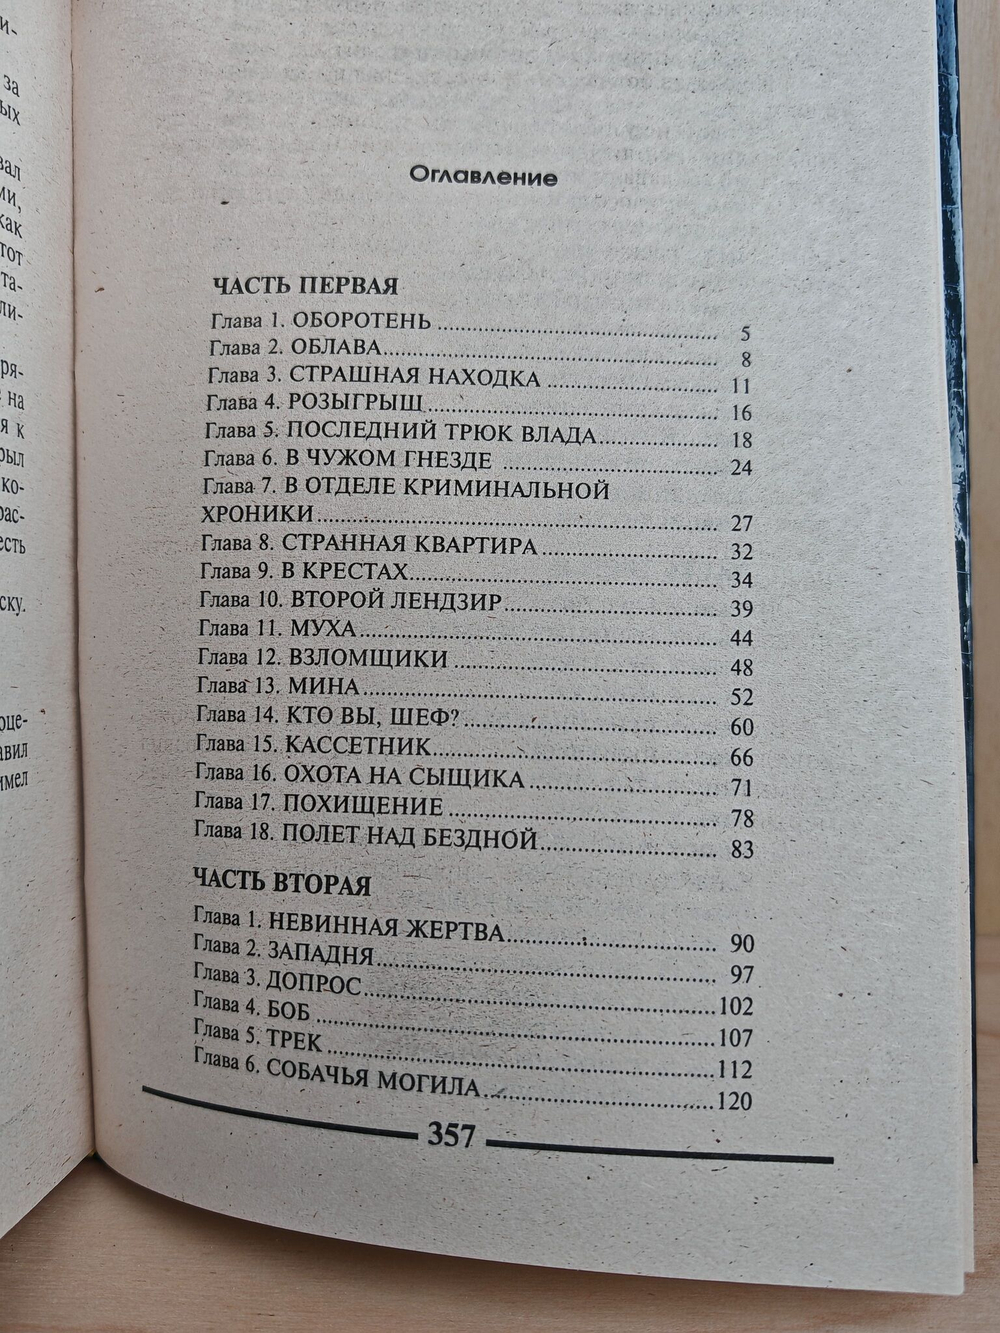 Оглавление
ЧАСТЬ ПЕРВАЯ
Глава 1. ОБОРОТЕНЬ ........................................ 5
Глава 2. ОБЛАВА................................................ 8
Глава 3. СТРАШНАЯ НАХОДКА ........................ 11
Глава 4. РОЗЫГРЫШ......................................... 16
Глава 5. ПОСЛЕДНИЙ ТРЮК ВЛАДА................. 18
Глава 6. В ЧУЖОМ ГНЕЗДЕ ............................... 24
Глава 7. В ОТДЕЛЕ КРИМИНАЛЬНОЙ
ХРОНИКИ.......................................................... 27
Глава 8. СТРАННАЯ КВАРТИРА......................... 32
Глава 9. В КРЕСТАХ........................................... 34
Глава 10. ВТОРОЙ ЛЕНДЗИР.............................. 39
Глава 11. МУХА.................................................. 44
Глава 12. ВЗЛОМЩИКИ ..................................... 48
Глава 13. МИНА.................................................. 52
Глава 14. КТО ВЫ, ШЕФ?.................................... 60
Глава 15. КАССЕТНИК........................................ 66
Глава 16. ОХОТА НА СЫЩИКА ......................... 71
Глава 17. ПОХИЩЕНИЕ ...................................... 78
Глава 18. ПОЛЕТ НАД БЕЗДНОЙ........................ 83
ЧАСТЬ ВТОРАЯ
Глава 1. НЕВИННАЯ ЖЕРТВА............................. 90
Глава 2. ЗАПАДНЯ.............................................. 97
Глава 3. ДОПРОС................................................102
Глава 4. БОБ .......................................................107
Глава 5. ТРЕК .....................................................112
Глава 6. СОБАЧЬЯ МОГИЛА...............................120
357